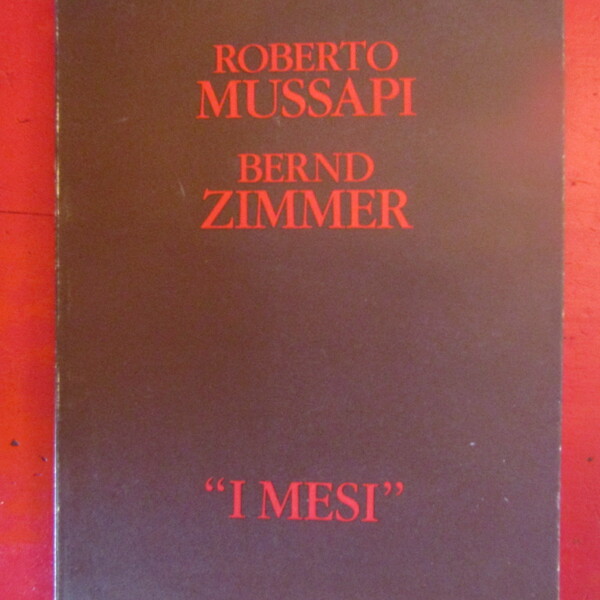 ROBERTO
MUSSAPI
BERND
ZIMMER
“I MESI”